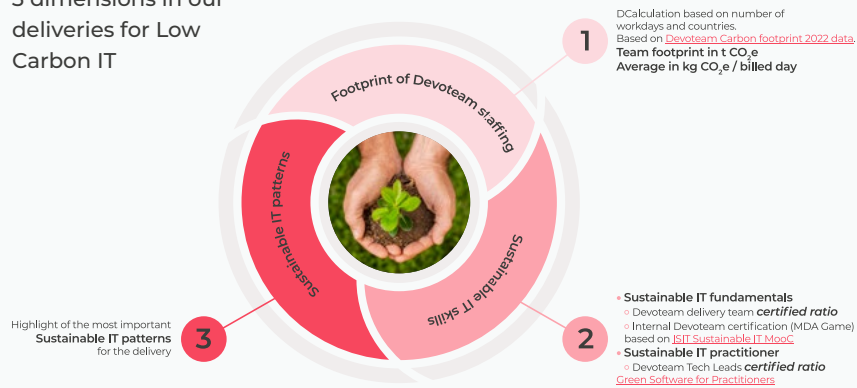 3 dimensions in our
deliveries for Low
Carbon IT
Footprint of Devoteam staffing
Sustainable IT skills
Sustainable IT patterns
1
DCalculation based on number of
workdays and countries.
Based on Devoteam Carbon footprint 2022 data.
Team footprint in t CO₂e
Average in kg CO₂e / billed day
2
• Sustainable IT fundamentals
○ Devoteam delivery team certified ratio
○ Internal Devoteam certification (MDA Game)
based on ISIT Sustainable IT MooC
• Sustainable IT practitioner
○ Devoteam Tech Leads certified ratio
Green Software for Practitioners
3
Highlight of the most important
Sustainable IT patterns
for the delivery